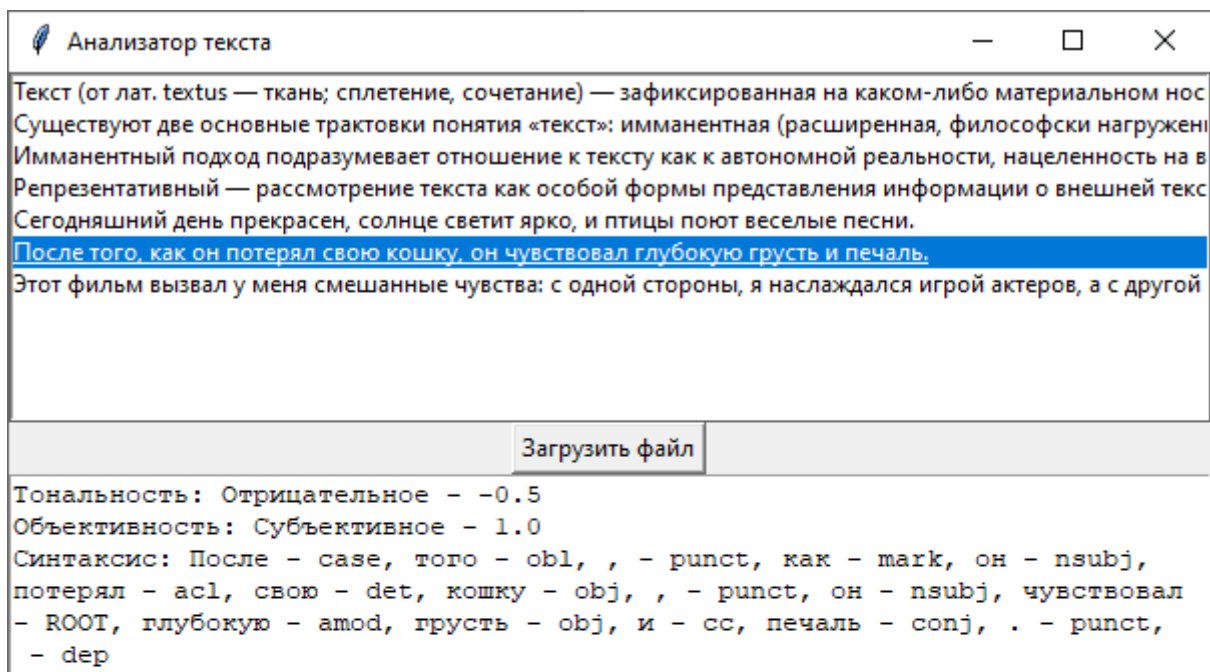 Анализатор текста
Текст (от лат. textus — ткань; сплетение, сочетание) — зафиксированная на каком-либо материальном нос
Существуют две основные трактовки понятия «текст»: имманентная (расширенная, философски нагруженн
Имманентный подход подразумевает отношение к тексту как к автономной реальности, нацеленность на в
Репрезентативный — рассмотрение текста как особой формы представления информации о внешней текс
Сегодняшний день прекрасен, солнце светит ярко, и птицы поют веселые песни.
После того, как он потерял свою кошку, он чувствовал глубокую грусть и печаль.
Этот фильм вызвал у меня смешанные чувства: с одной стороны, я наслаждался игрой актеров, а с другой
Загрузить файл
Тональность: Отрицательное - -0.5
Объективность: Субъективное - 1.0
Синтаксис: После - case, того - obl, , - punct, как - mark, он - nsubj,
потерял - acl, свою - det, кошку - obj, , - punct, он - nsubj, чувствовал
- ROOT, глубокую - amod, грусть - obj, и - cc, печаль - conj, . - punct,
- dep